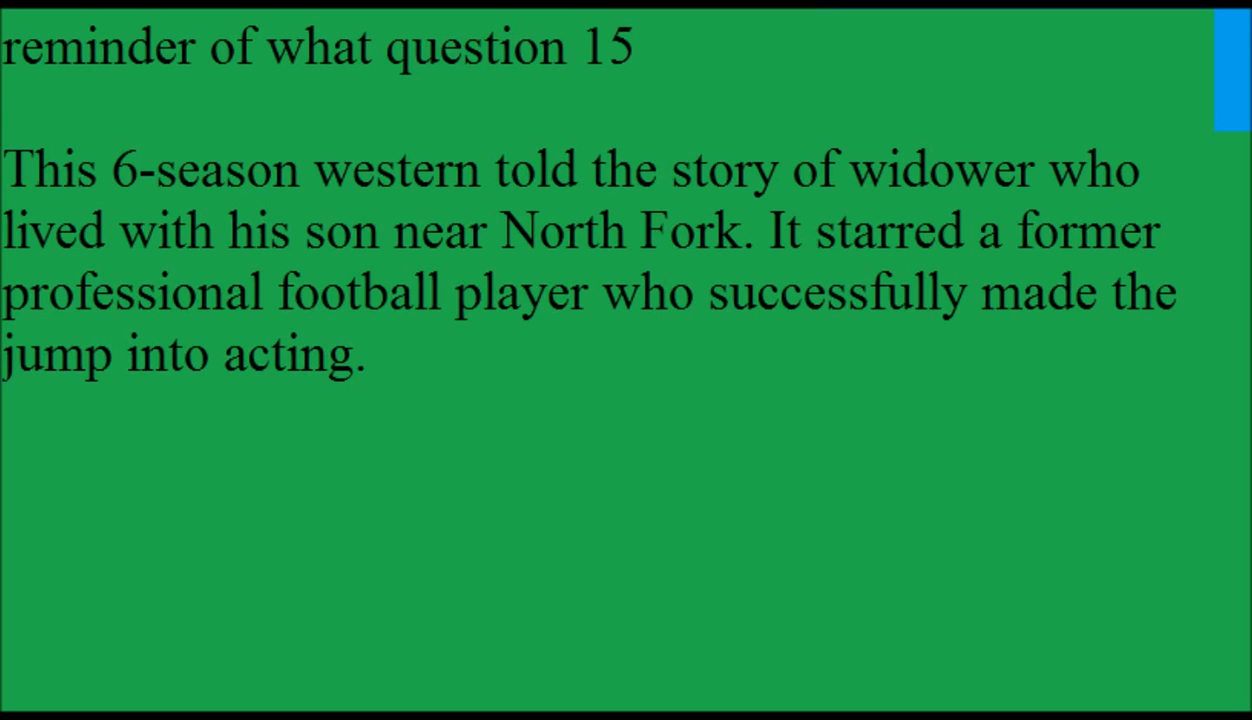 reminder of what question 15
This 6-season western told the story of widower who
lived with his son near North Fork. It starred a former
professional football player who successfully made the
jump into acting.